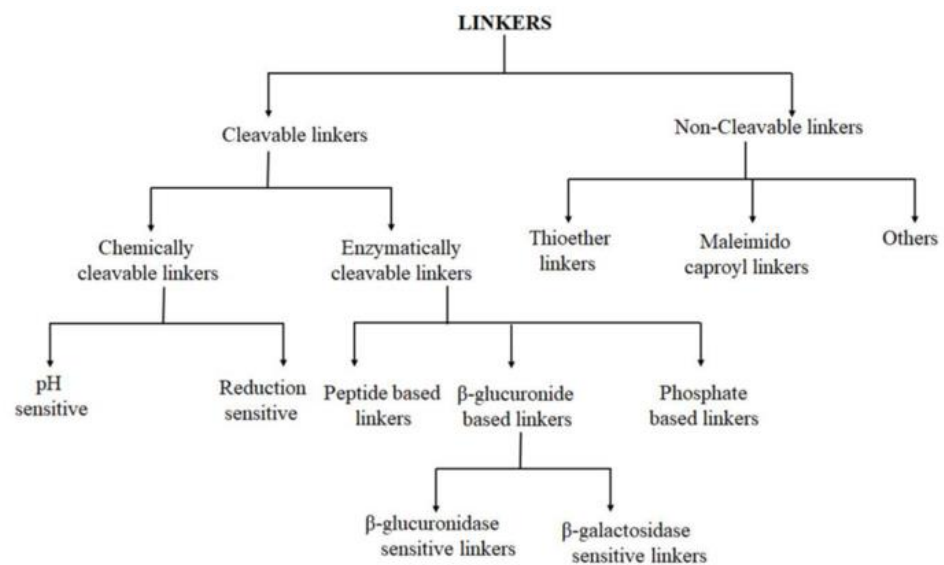 LINKERS
Cleavable linkers
Non-Cleavable linkers
Chemically
cleavable linkers
Enzymatically
cleavable linkers
Thioether
linkers
Maleimido
caproyl linkers
Others
pH
sensitive
Reduction
sensitive
Peptide based
linkers
β-glucuronide
based linkers
Phosphate
based linkers
β-glucuronidase
sensitive linkers
β-galactosidase
sensitive linkers